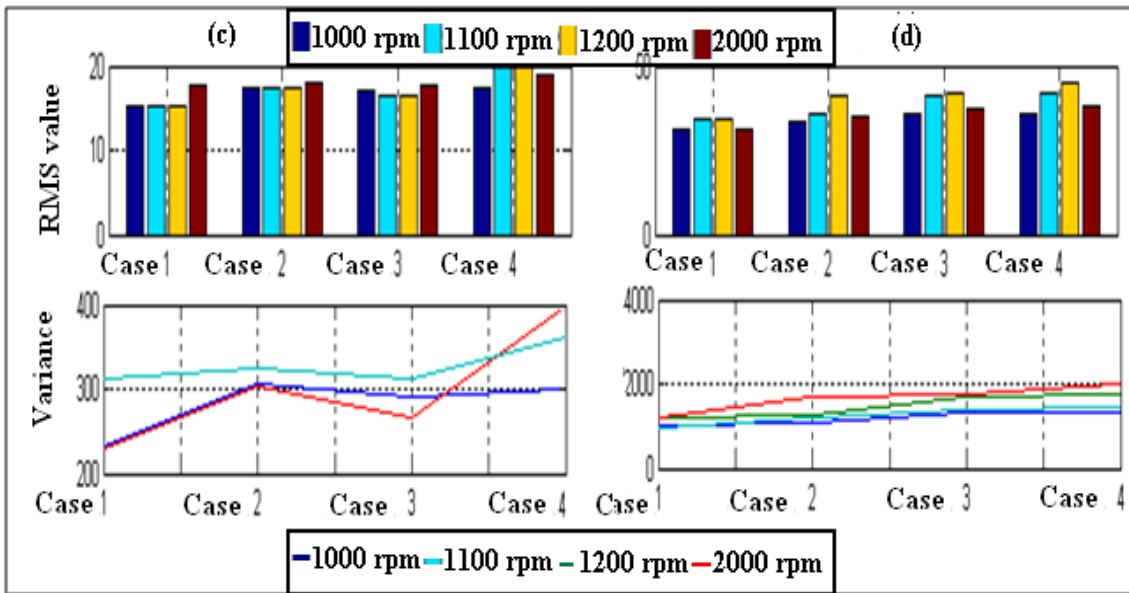 (c) 1000 rpm 1100 rpm 1200 rpm 2000 rpm (d)
RMS value
20
10
0
Case 1 Case . 2 Case . 3 Case . 4
50
0
Case 1 Case . 2 Case . 3 Case . 4
Variance
400
300
200
Case . 1 Case . 2 Case . 3 Case . 4
4000
2000
0
Case . 1 Case . 2 Case . 3 Case . 4
1000 rpm 1100 rpm 1200 rpm 2000 rpm